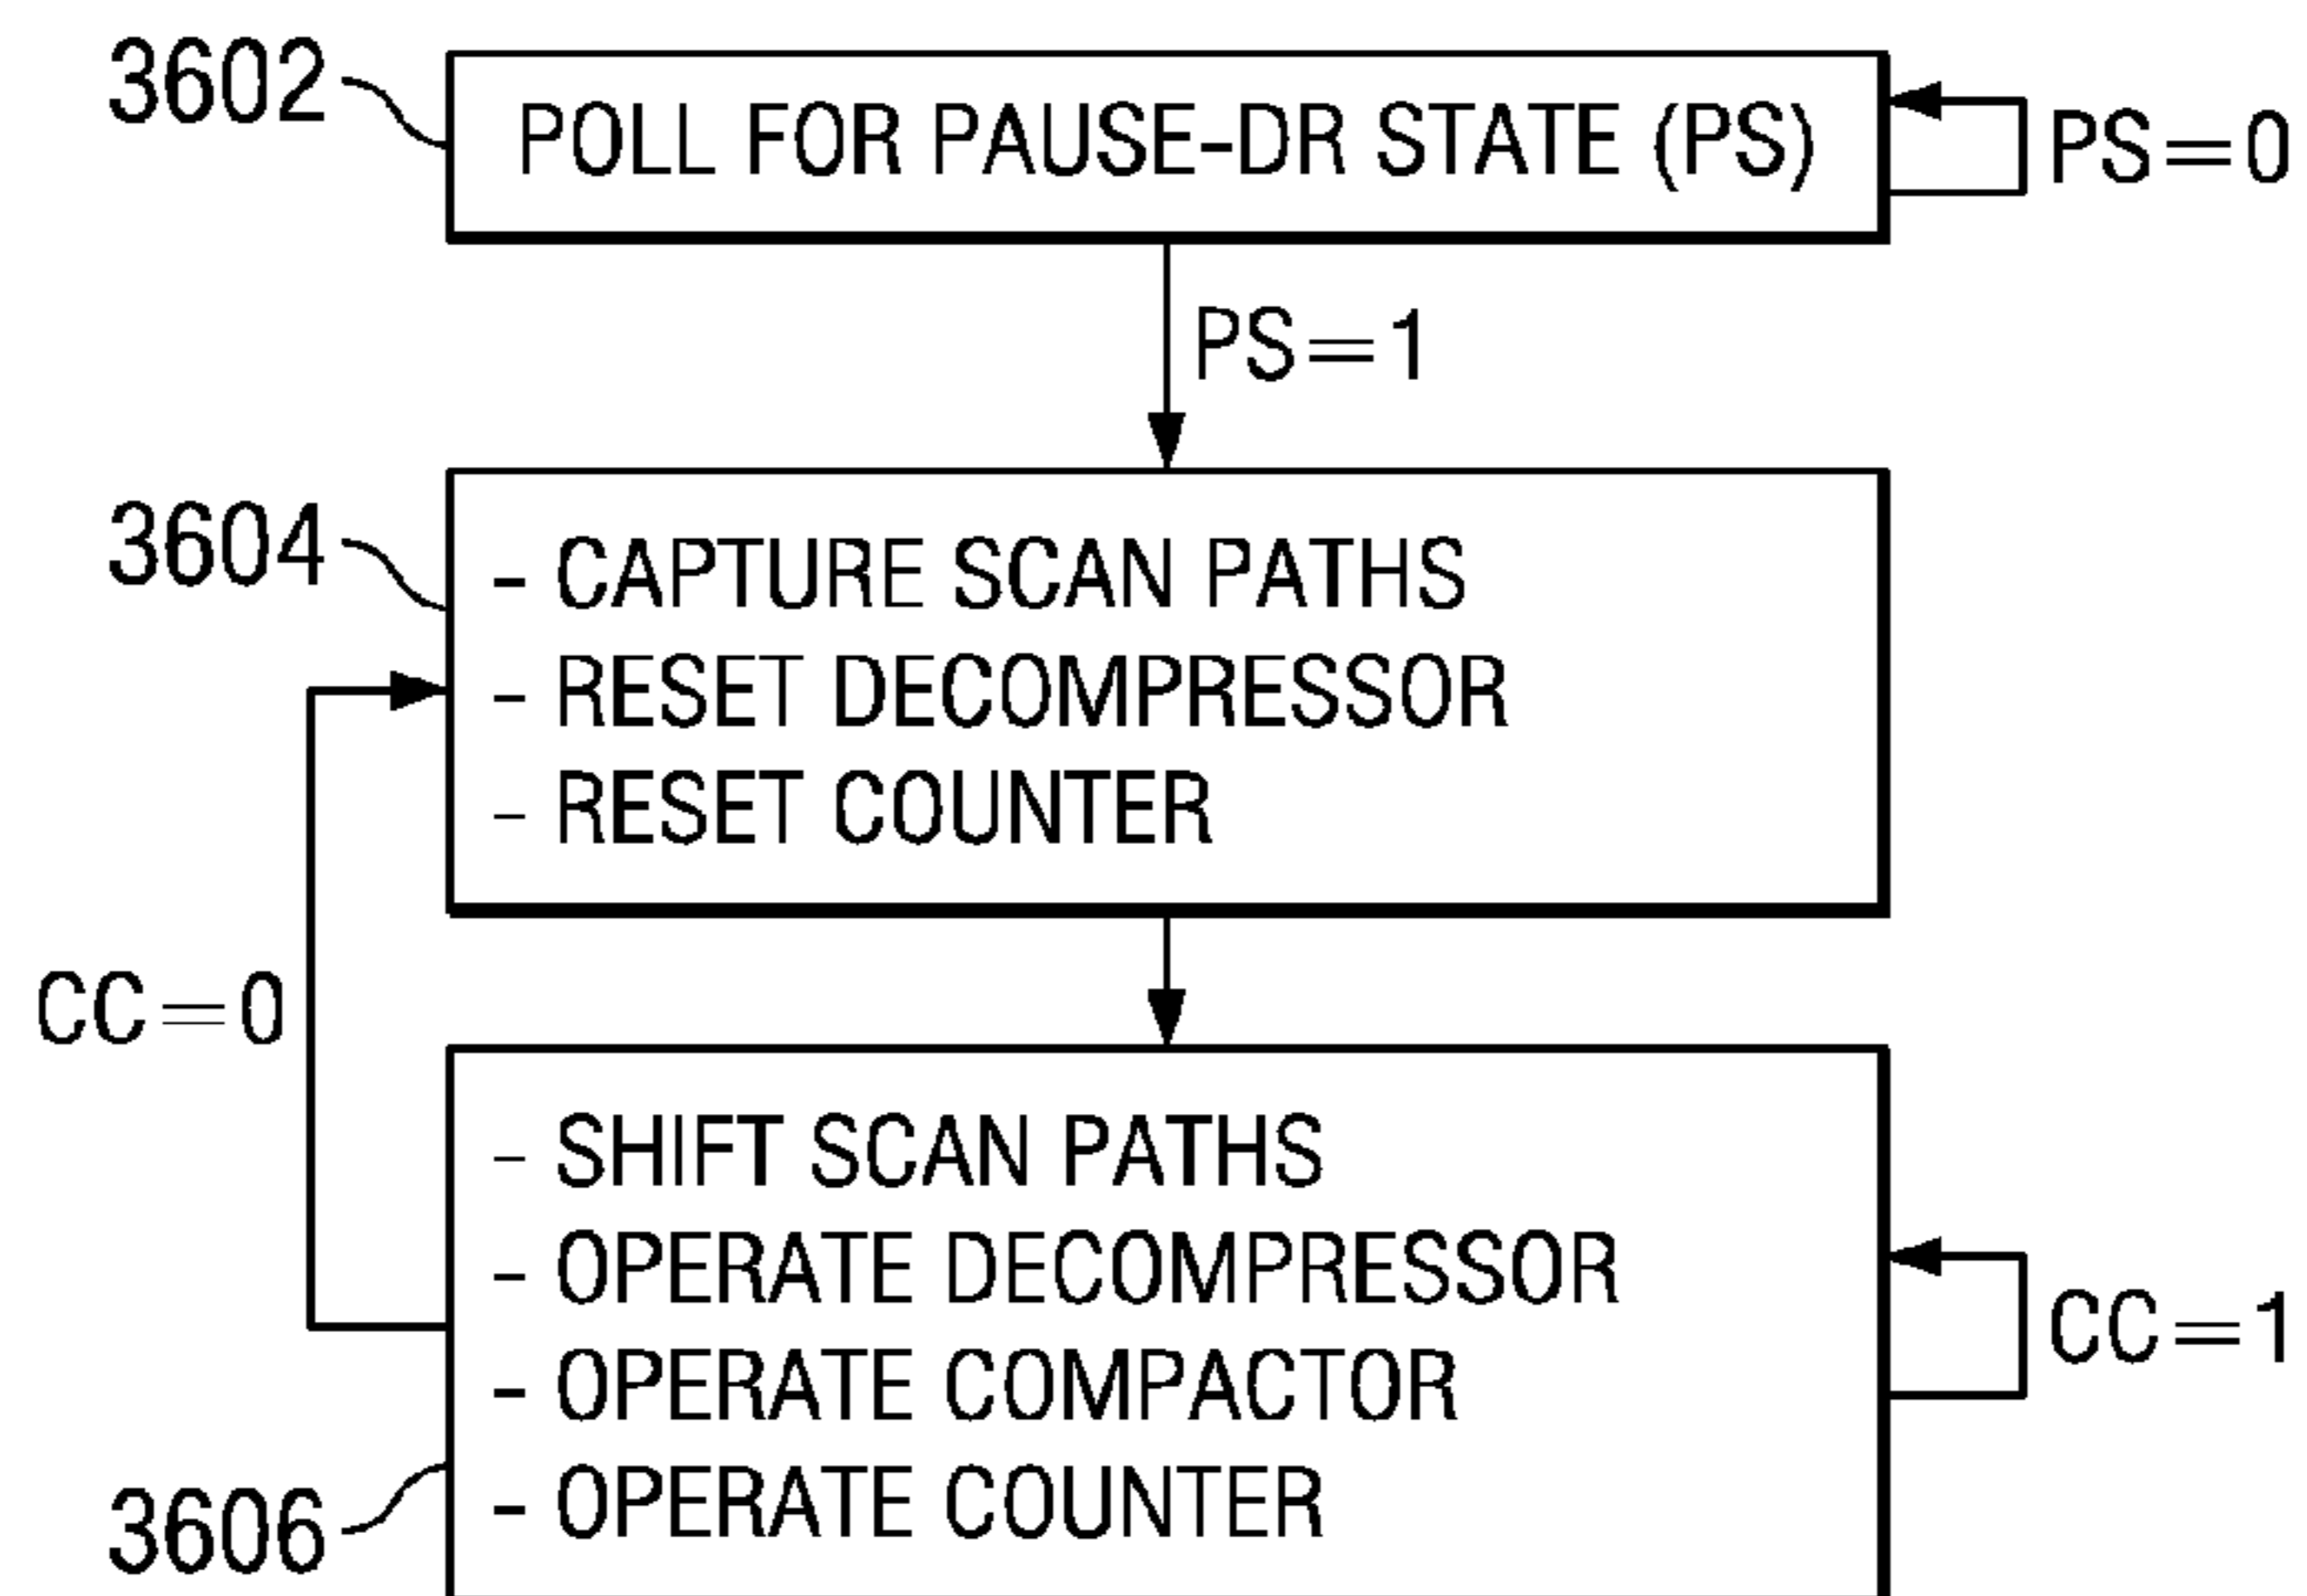 3602
POLL FOR PAUSE-DR STATE (PS)
PS=0
PS=1
3604
- CAPTURE SCAN PATHS
- RESET DECOMPRESSOR
- RESET COUNTER
CC=0
- SHIFT SCAN PATHS
- OPERATE DECOMPRESSOR
- OPERATE COMPACTOR
- OPERATE COUNTER
CC=1
3606